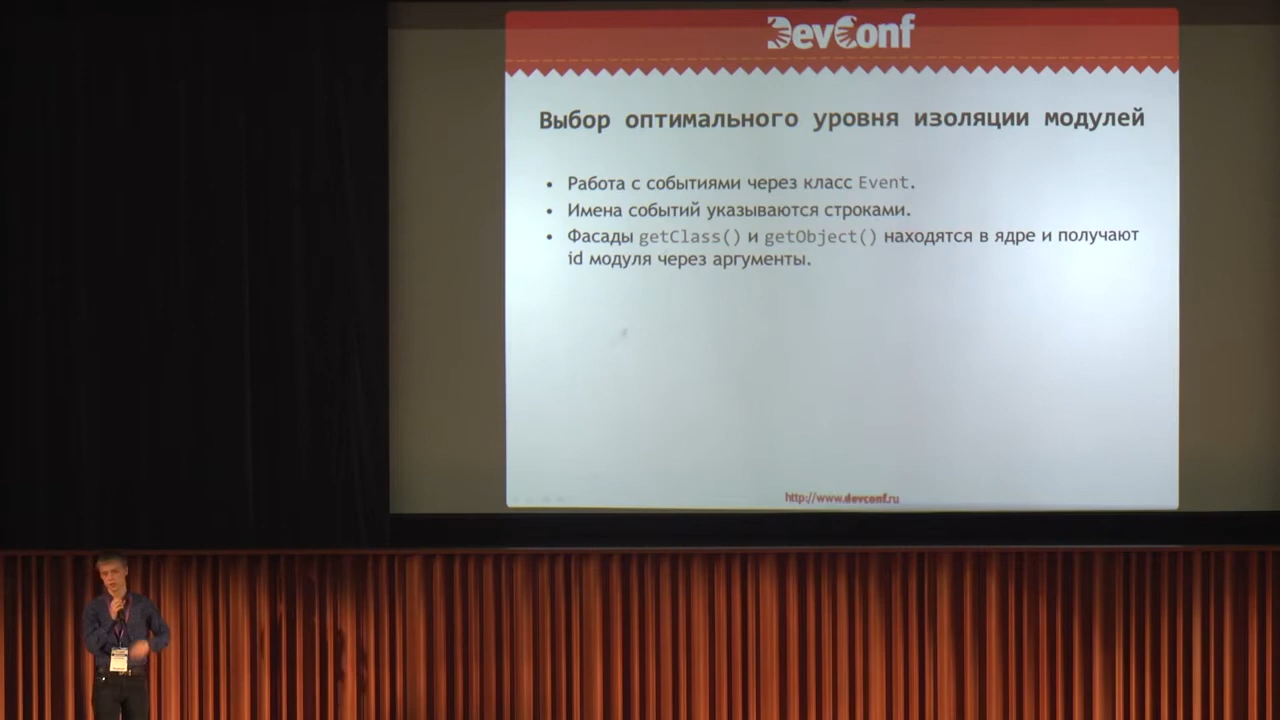 DevConf
Выбор оптимального уровня изоляции модулей
• Работа с событиями через класс Event.
• Имена событий указываются строками.
• Фасады getClass() и getObject() находятся в ядре и получают
id модуля через аргументы.
http://www.devconf.ru